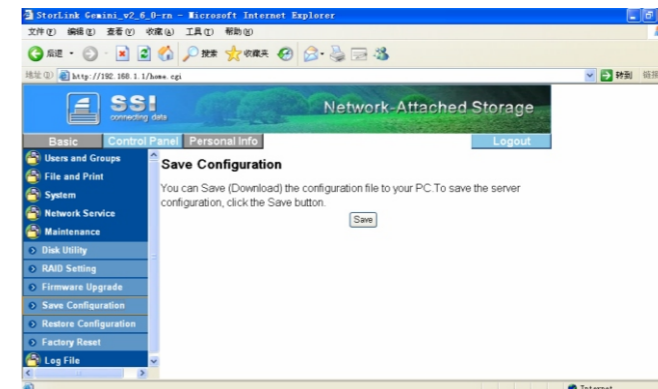 StorLink Gemini_v2_6_0-rn - Microsoft Internet Explorer
文件(F) 编辑(E) 查看(V) 收藏(A) 工具(T) 帮助(H)
后退 搜索 收藏夹
地址(D) http://192.168.1.1/home.cgi 转到 链接
SSI
connecting data
Network-Attached Storage
Basic Control Panel Personal Info Logout
Users and Groups
File and Print
System
Network Service
Maintenance
Disk Utility
RAID Setting
Firmware Upgrade
Save Configuration
Restore Configuration
Factory Reset
Log File
Save Configuration
You can Save (Download) the configuration file to your PC.To save the server
configuration, click the Save button.
Save
Internet